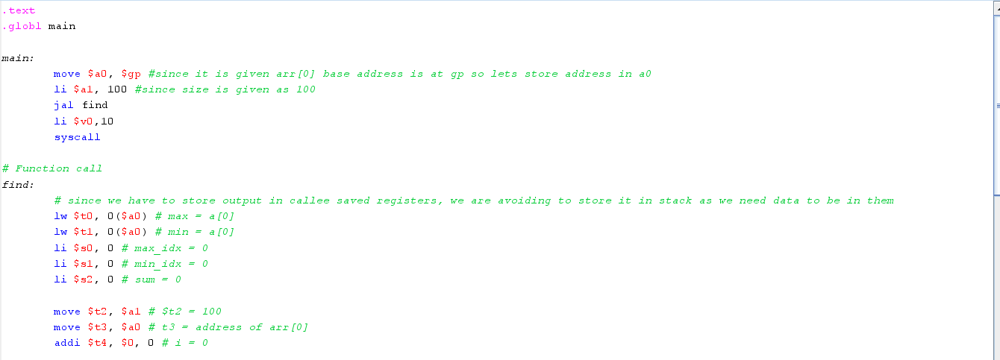 .text
.globl main
main:
move $a0, $gp #since it is given arr[0] base address is at gp so lets store address in a0
li $a1, 100 #since size is given as 100
jal find
li $v0,10
syscall
# Function call
find:
# since we have to store output in callee saved registers, we are avoiding to store it in stack as we need data to be in them
lw $t0, 0($a0) # max = a[0]
lw $t1, 0($a0) # min = a[0]
li $s0, 0 # max_idx = 0
li $s1, 0 # min_idx = 0
li $s2, 0 # sum = 0
move $t2, $a1 # $t2 = 100
move $t3, $a0 # t3 = address of arr[0]
addi $t4, $0, 0 # i = 0